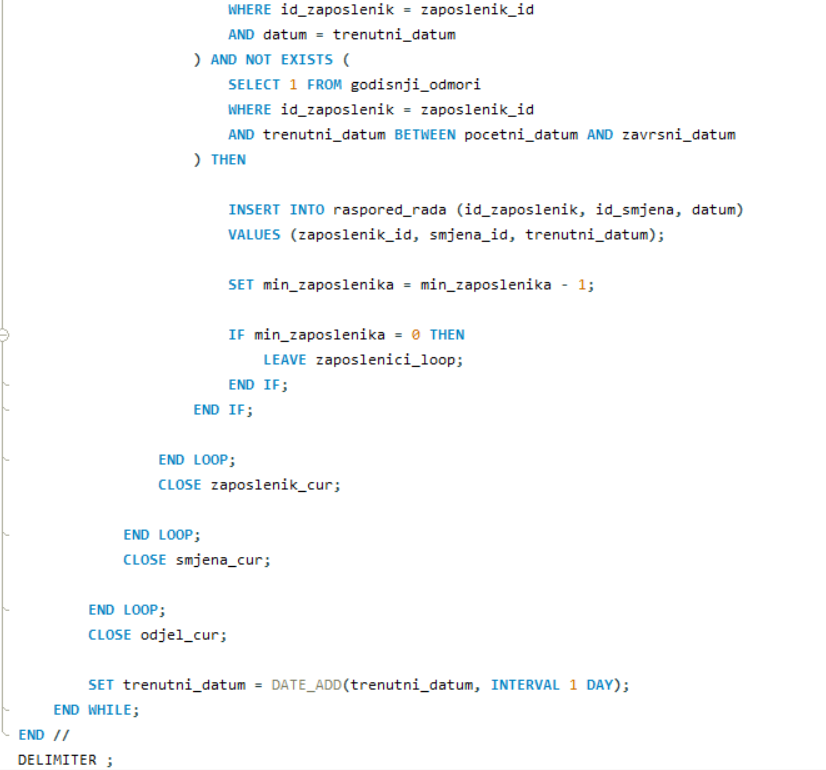 WHERE id_zaposlenik = zaposlenik_id
AND datum = trenutni_datum
) AND NOT EXISTS (
SELECT 1 FROM godisnji_odmori
WHERE id_zaposlenik = zaposlenik_id
AND trenutni_datum BETWEEN pocetni_datum AND zavrsni_datum
) THEN
INSERT INTO raspored_rada (id_zaposlenik, id_smjena, datum)
VALUES (zaposlenik_id, smjena_id, trenutni_datum);
SET min_zaposlenika = min_zaposlenika - 1;
IF min_zaposlenika = 0 THEN
LEAVE zaposlenici_loop;
END IF;
END IF;
END LOOP;
CLOSE zaposlenik_cur;
END LOOP;
CLOSE smjena_cur;
END LOOP;
CLOSE odjel_cur;
SET trenutni_datum = DATE_ADD(trenutni_datum, INTERVAL 1 DAY);
END WHILE;
END //
DELIMITER ;